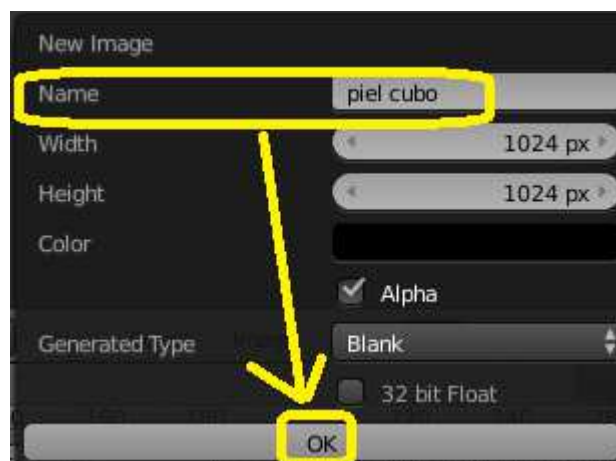 New Image
Name piel cubo
Width 1024 px
Height 1024 px
Color
Alpha
Generated Type Blank
32 bit Float
OK